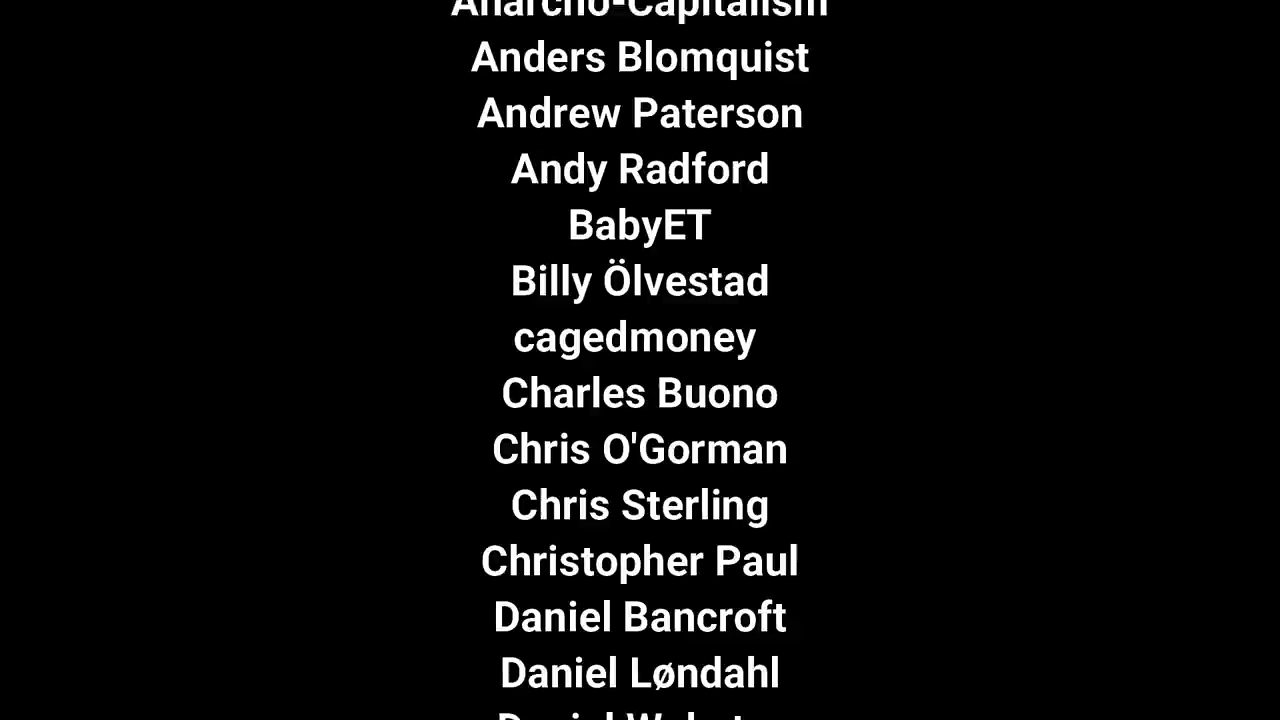 Anarcho-Capitalism
Anders Blomquist
Andrew Paterson
Andy Radford
BabyET
Billy Ölvestad
cagedmoney
Charles Buono
Chris O'Gorman
Chris Sterling
Christopher Paul
Daniel Bancroft
Daniel Løndahl
Daniel